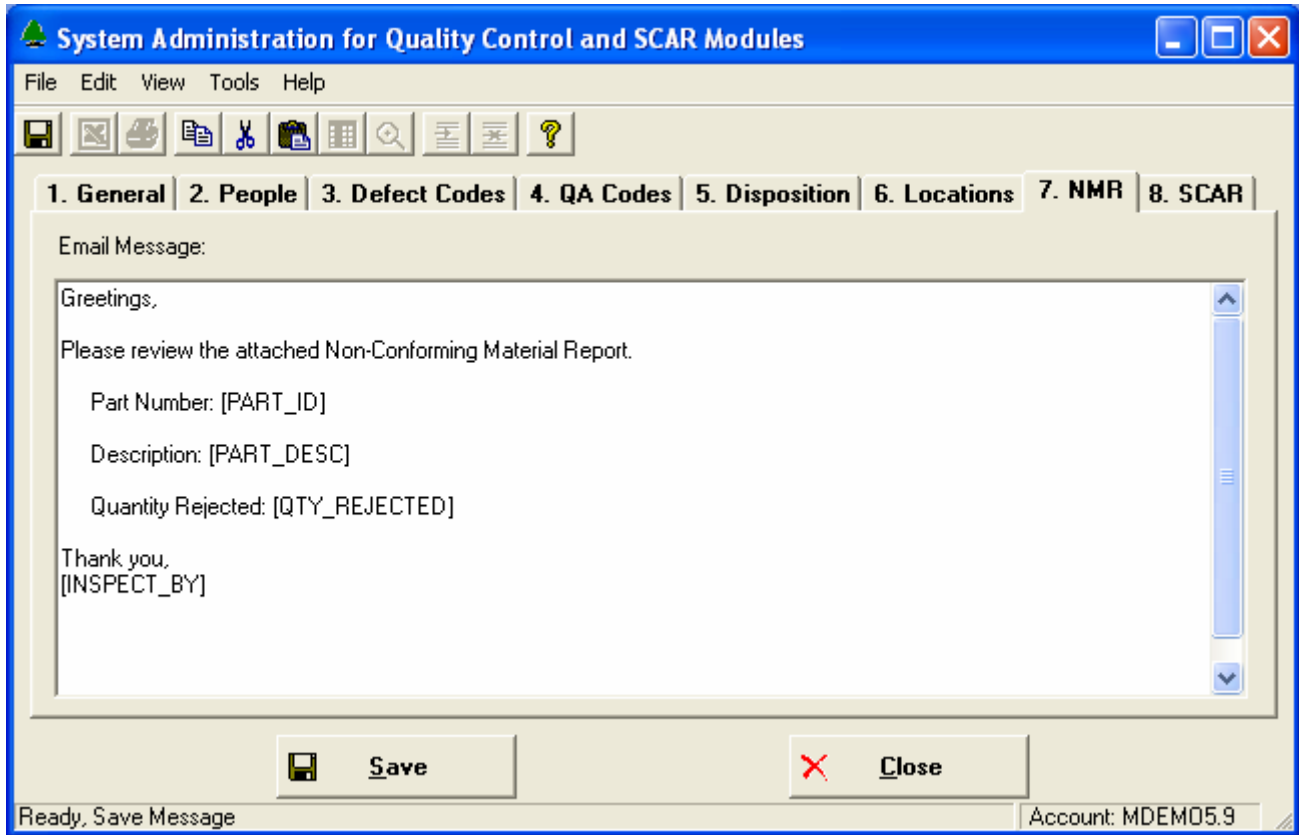 System Administration for Quality Control and SCAR Modules
File Edit View Tools Help
1. General 2. People 3. Defect Codes 4. QA Codes 5. Disposition 6. Locations 7. NMR 8. SCAR
Email Message:
Greetings,
Please review the attached Non-Conforming Material Report.
Part Number: [PART_ID]
Description: [PART_DESC]
Quantity Rejected: [QTY_REJECTED]
Thank you,
[INSPECT_BY]
Save Close
Ready, Save Message Account: MDEMO5.9